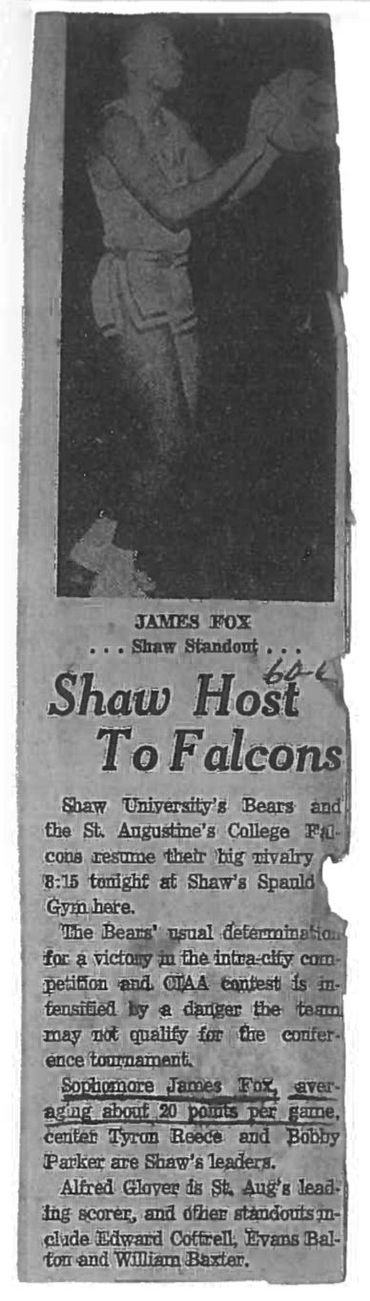 JAMES FOX
. . . Shaw Standout . . .
60-6
Shaw Host
To Falcons
Shaw University's Bears and
the St. Augustine's College Fal-
cons resume their big rivalry
8:15 tonight at Shaw's Spauld
Gym here.
The Bears' usual determination
for a victory in the intra-city com-
petition and CIAA contest is in-
tensified by a danger the team
may not qualify for the confer-
ence tournament.
Sophomore James Fox, aver-
aging about 20 points per game,
center Tyron Reece and Bobby
Parker are Shaw's leaders.
Alfred Glover is St. Aug's lead-
ing scorer, and other standouts in-
clude Edward Cottrell, Evans Bal-
ton and William Baxter.